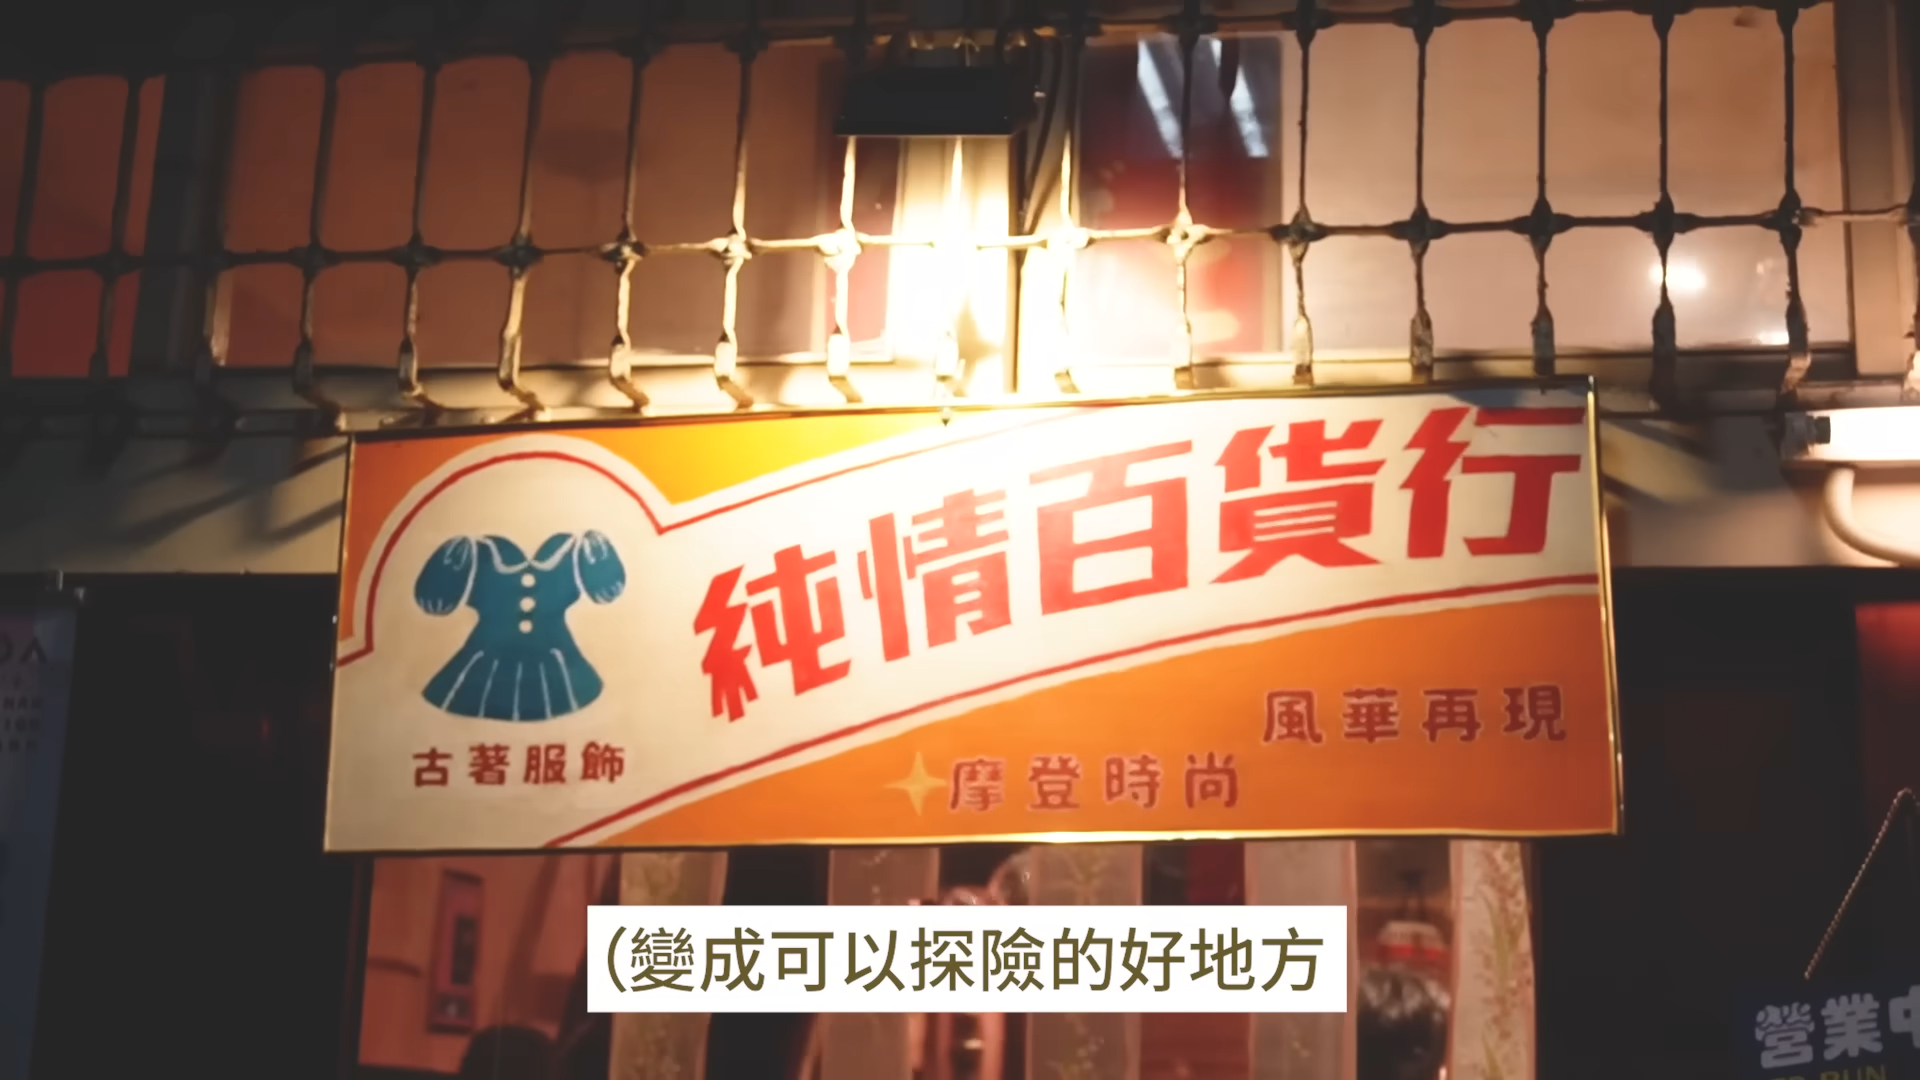 純情百貨行
古著服飾
摩登時尚
風華再現
(變成可以探險的好地方
營業中